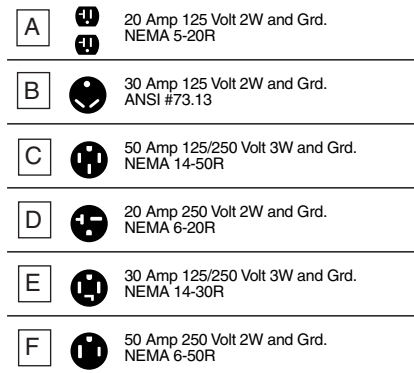 A
20 Amp 125 Volt 2W and Grd.
NEMA 5-20R
B
30 Amp 125 Volt 2W and Grd.
ANSI #73.13
C
50 Amp 125/250 Volt 3W and Grd.
NEMA 14-50R
D
20 Amp 250 Volt 2W and Grd.
NEMA 6-20R
E
30 Amp 125/250 Volt 3W and Grd.
NEMA 14-30R
F
50 Amp 250 Volt 2W and Grd.
NEMA 6-50R